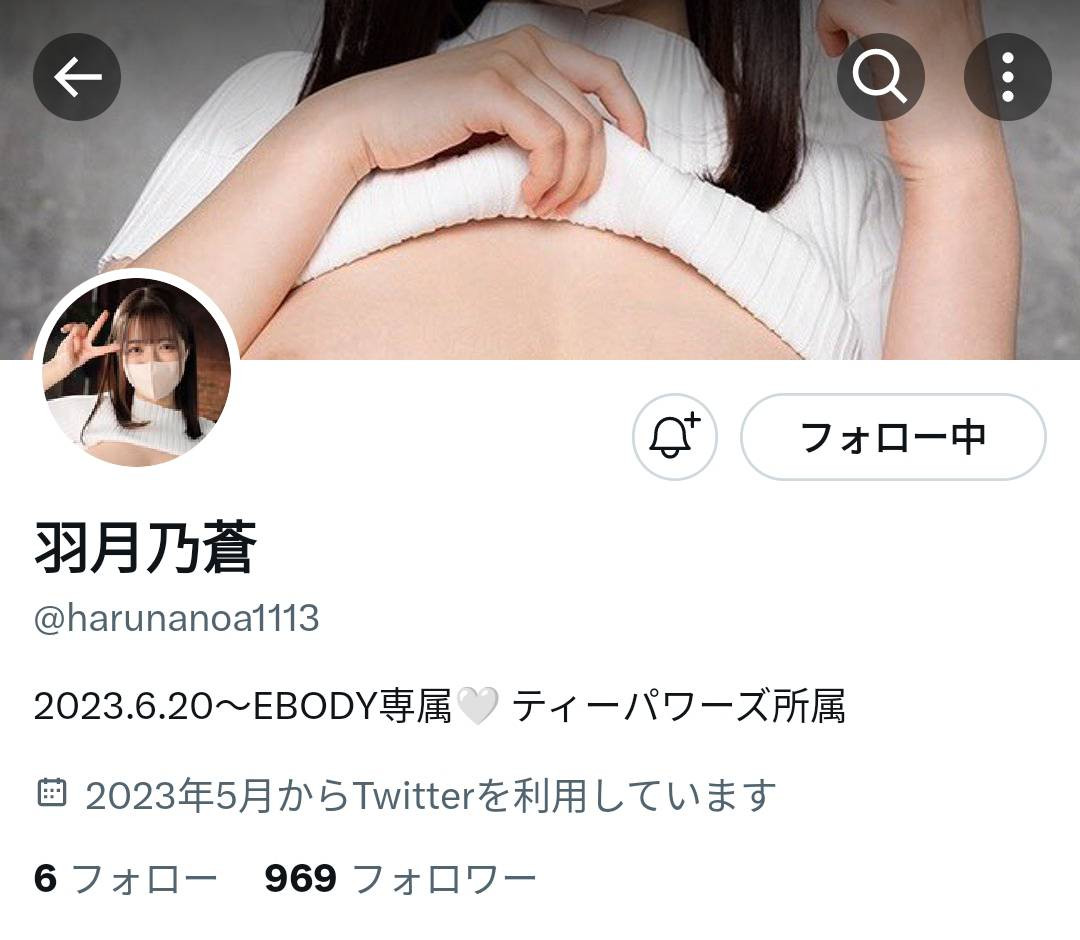 フォロー中
羽月乃蒼
@harunanoa1113
2023.6.20〜EBODY専属🤍 ティーパワーズ所属
2023年5月からTwitterを利用しています
6 フォロー 969 フォロワー